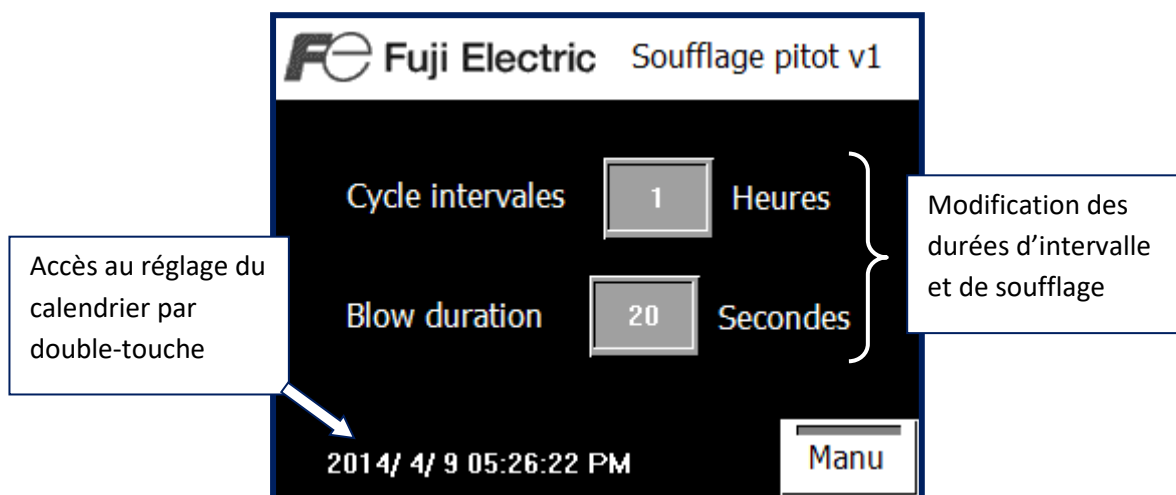 Fe Fuji Electric Soufflage pitot v1
Cycle intervales 1 Heures
Modification des
durées d’intervalle
et de soufflage
Accès au réglage du
calendrier par
double-touche
Blow duration 20 Secondes
2014/ 4/ 9 05:26:22 PM
Manu